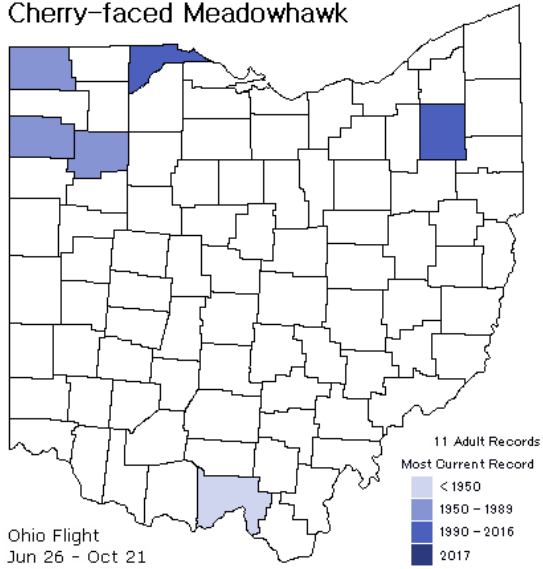 Cherry-faced Meadowhawk
11 Adult Records
Most Current Record
< 1950
1950 - 1989
1990 - 2016
2017
Ohio Flight
Jun 26 - Oct 21